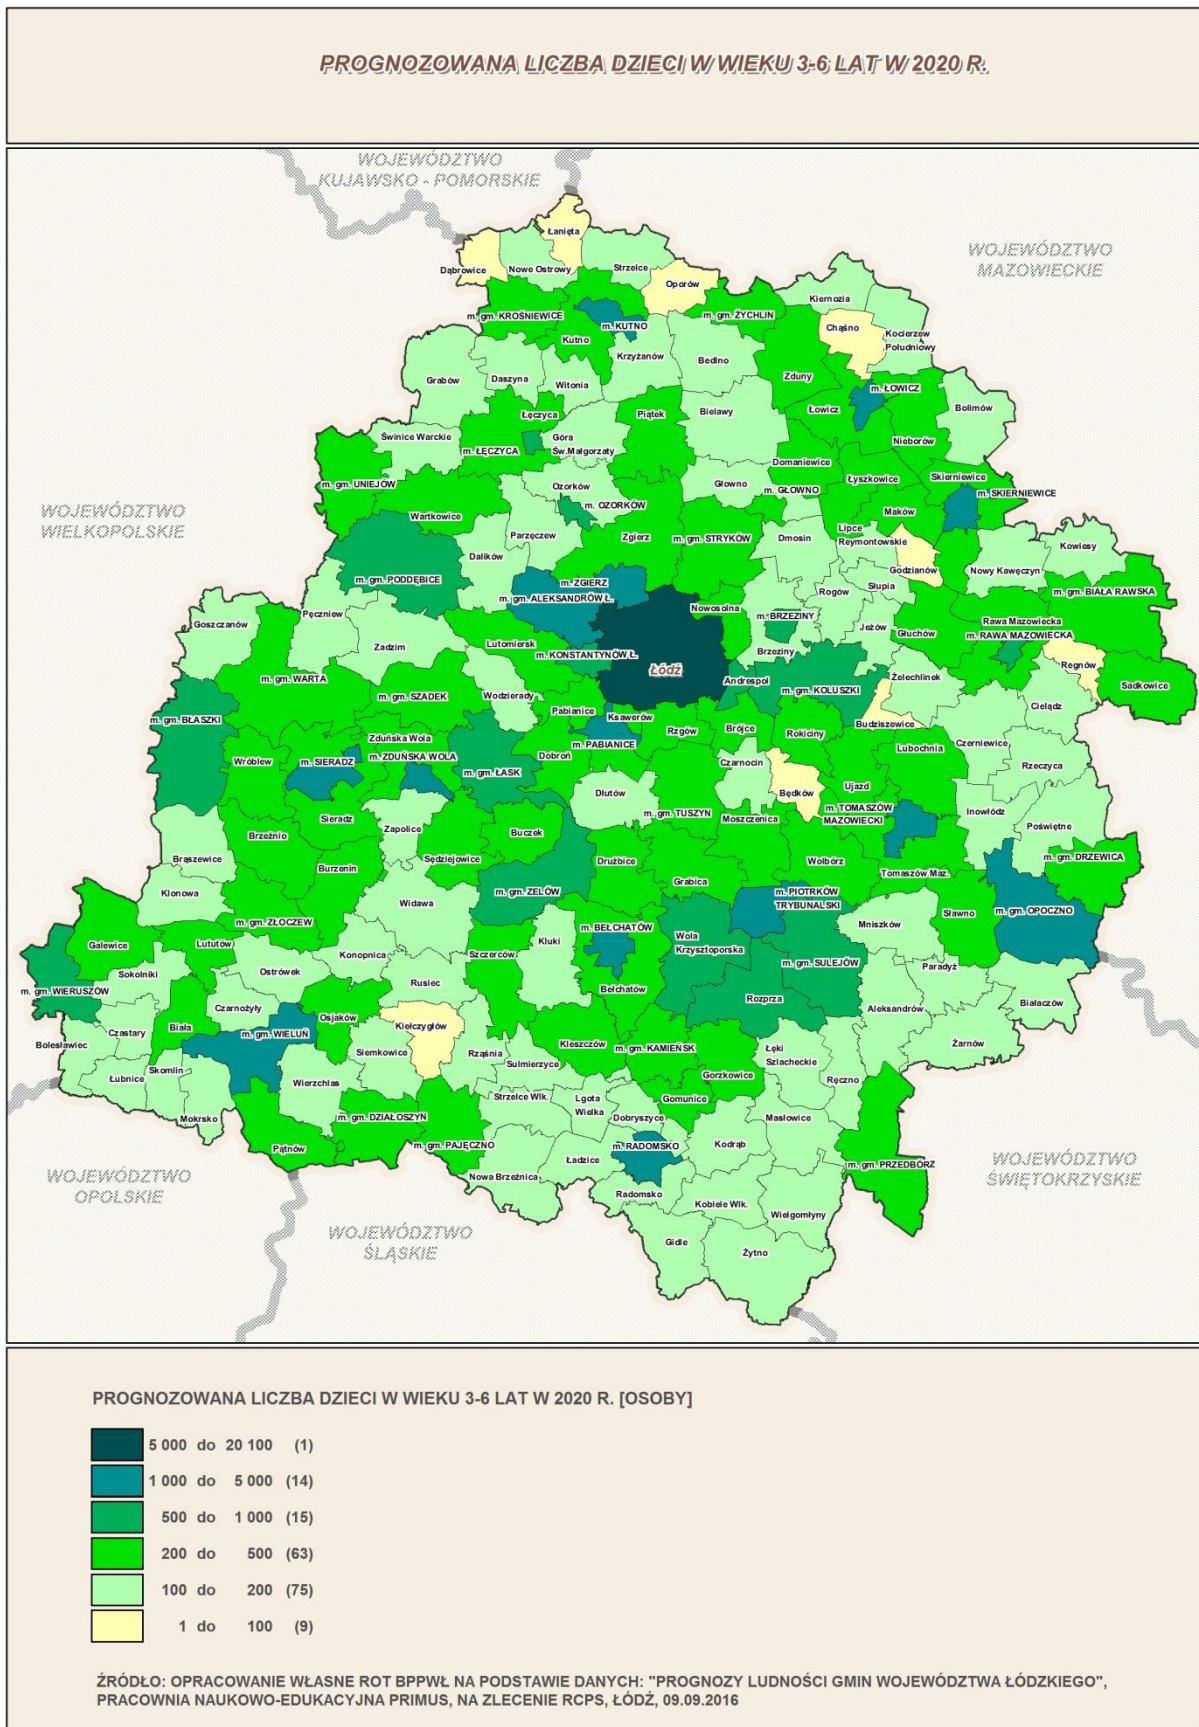 PROGNOZOWANA LICZBA DZIECI W WIEKU 3-6 LAT W 2020 R.
WOJEWÓDZTWO
KUJAWSKO - POMORSKIE
WOJEWÓDZTWO
MAZOWIECKIE
Łanięta
Dąbrowice
Nowe Ostrowy
Strzelce
Oporów
Kiernozia
m. gm. KROŚNIEWICE
m. KUTNO
m. gm. ŻYCHLIN
Chąśno
Kocierzew
Południowy
Kutno
Krzyżanów
Bedlno
Zduny
Grabów
Daszyna
Witonia
m. ŁOWICZ
Łęczyca
Piątek
Bielawy
Łowicz
Bolimów
Świnice Warckie
m. ŁĘCZYCA
Góra
Św.Małgorzaty
Nieborów
m. gm. UNIEJÓW
Ozorków
Głowno
Domaniewice
m. GŁOWNO
Łyszkowice
Skierniewice
m. SKIERNIEWICE
WOJEWÓDZTWO
WIELKOPOLSKIE
Wartkowice
m. OZORKÓW
Maków
Parzęczew
Zgierz
m. gm. STRYKÓW
Dmosin
Lipce
Reymontowskie
Kowiesy
Dalików
Godzianów
Nowy Kawęczyn
m. gm. PODDĘBICE
m. ZGIERZ
m. gm. ALEKSANDRÓW Ł.
Rogów
Słupia
m. gm. BIAŁA RAWSKA
Pęczniew
Nowosolna
m. BRZEZINY
Jeżów
Głuchów
Rawa Mazowiecka
m. RAWA MAZOWIECKA
Goszczanów
Zadzim
Lutomiersk
m. KONSTANTYNÓW Ł.
Brzeziny
Regnów
Łódź
m. gm. WARTA
m. gm. SZADEK
Wodzierady
Andrespol
m. gm. KOLUSZKI
Żelechlinek
Sadkowice
m. gm. BŁASZKI
Pabianice
Ksawerów
Budziszewice
Cielądz
Zduńska Wola
m. PABIANICE
Rzgów
Brójce
Rokiciny
Lubochnia
Czerniewice
Wróblew
m. SIERADZ
m. ZDUŃSKA WOLA
m. gm. ŁASK
Dobroń
Czarnocin
Rzeczyca
Dłutów
Będków
Ujazd
Sieradz
Zapolice
m. gm. TUSZYN
Moszczenica
m. TOMASZÓW
MAZOWIECKI
Inowłódz
Poświętne
Brzeźnio
Buczek
Brąszewice
Burzenin
Sędziejowice
Drużbice
Wolbórz
m. gm. DRZEWICA
Klonowa
m. gm. ZELÓW
Grabica
Tomaszów Maz.
Widawa
m. PIOTRKÓW
TRYBUNALSKI
m. gm. OPOCZNO
m. gm. ZŁOCZEW
Sławno
Galewice
Lututów
m. BEŁCHATÓW
Mniszków
Kluki
Wola
Krzysztoporska
Konopnica
Szczerców
m. gm. SULEJÓW
Paradyż
Sokolniki
Ostrówek
m. gm. WIERUSZÓW
Rusiec
Bełchatów
Rozprza
Białaczów
Czarnożyły
Aleksandrów
Osjaków
Kiełczygłów
Czastary
Biała
m. gm. WIELUŃ
Bolesławiec
Kleszczów
m. gm. KAMIEŃSK
Żarnów
Siemkowice
Rząśnia
Sulmierzyce
Łęki
Szlacheckie
Skomlin
Łubnice
Wierzchlas
Gorzkowice
Ręczno
Mokrsko
Strzelce Wlk.
Lgota
Wielka
Gomunice
m. gm. DZIAŁOSZYN
Dobryszyce
Masłowice
Pątnów
m. gm. PAJĘCZNO
m. RADOMSKO
Kodrąb
Ładzice
m. gm. PRZEDBÓRZ
Nowa Brzeźnica
WOJEWÓDZTWO
OPOLSKIE
WOJEWÓDZTWO
ŚWIĘTOKRZYSKIE
Radomsko
Kobiele Wlk.
Wielgomłyny
WOJEWÓDZTWO
ŚLĄSKIE
Gidle
Żytno
PROGNOZOWANA LICZBA DZIECI W WIEKU 3-6 LAT W 2020 R. [OSOBY]
5 000 do 20 100 (1)
1 000 do 5 000 (14)
500 do 1 000 (15)
200 do 500 (63)
100 do 200 (75)
1 do 100 (9)
ŹRÓDŁO: OPRACOWANIE WŁASNE ROT BPPWŁ NA PODSTAWIE DANYCH: "PROGNOZY LUDNOŚCI GMIN WOJEWÓDZTWA ŁÓDZKIEGO",
PRACOWNIA NAUKOWO-EDUKACYJNA PRIMUS, NA ZLECENIE RCPS, ŁÓDŹ, 09.09.2016